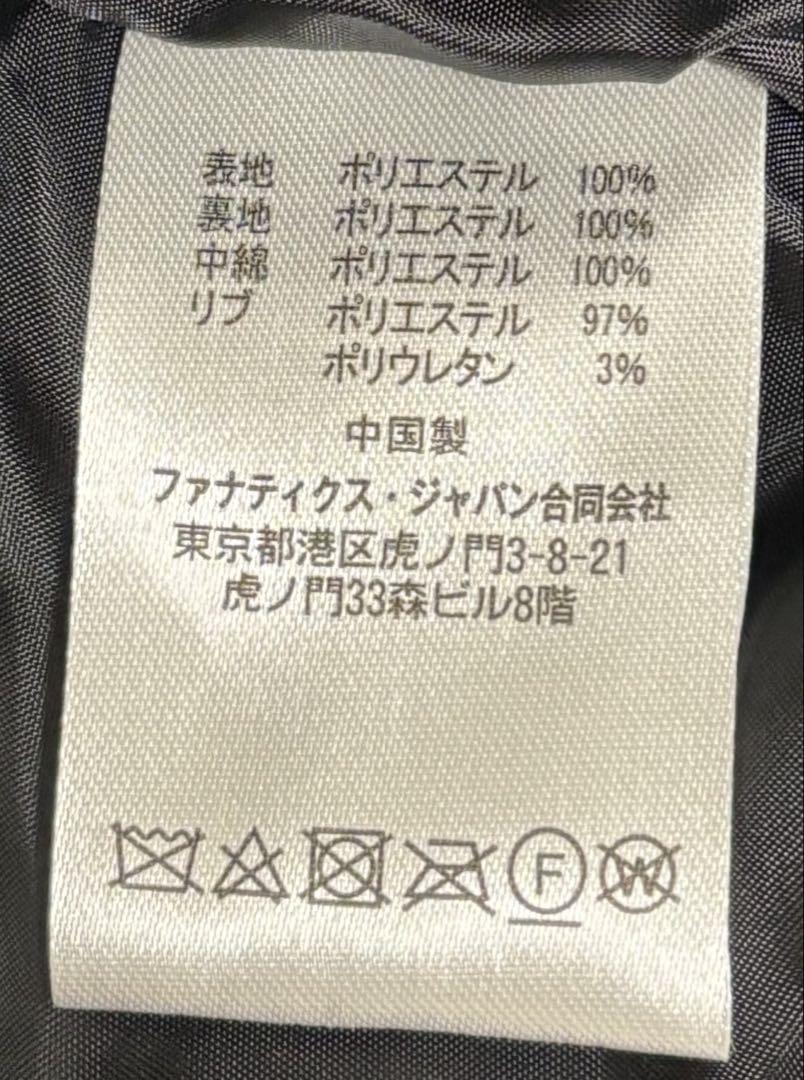 表地 ポリエステル 100%
裏地 ポリエステル 100%
中綿 ポリエステル 100%
リブ ポリエステル 97%
ポリウレタン 3%
中国製
ファナティクス・ジャパン合同会社
東京都港区虎ノ門3-8-21
虎ノ門33森ビル8階
F W